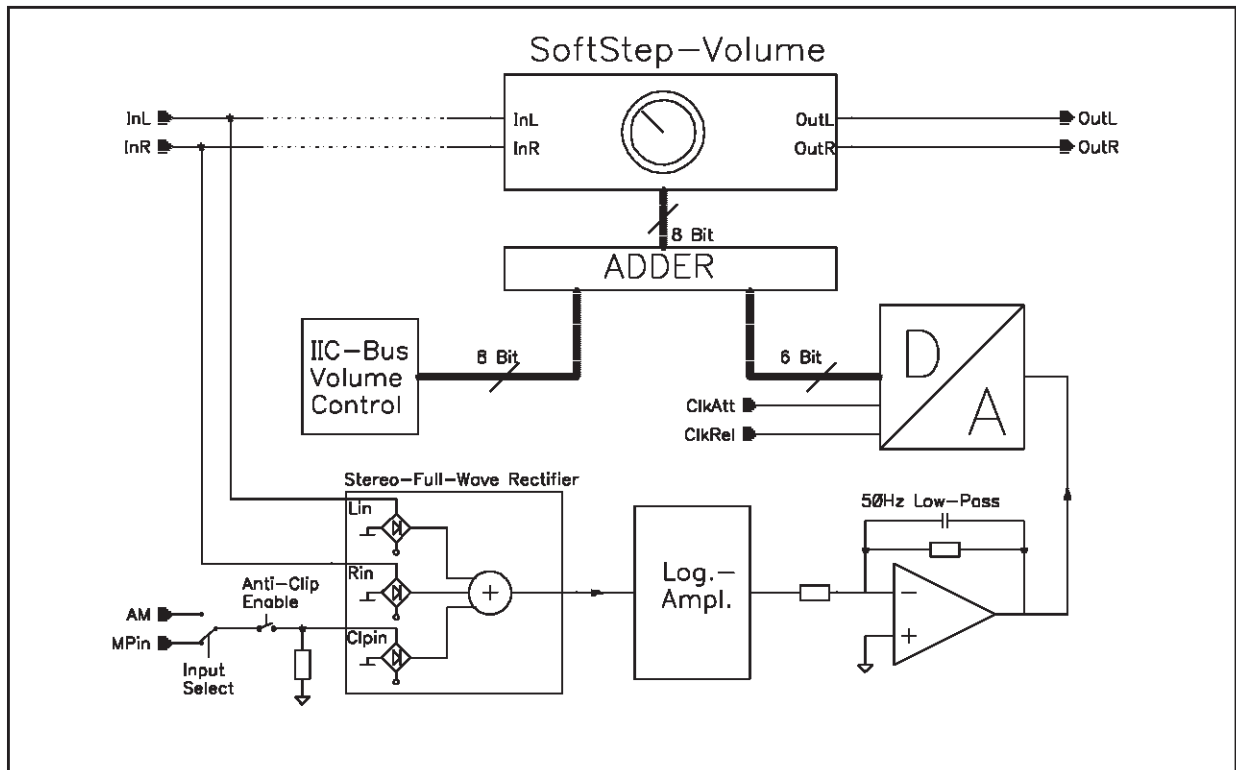 SoftStep-Volume
InL
InR
InL
InR
OutL
OutR
OutL
OutR
8 Bit
ADDER
IIC-Bus
Volume
Control
8 Bit
6 Bit
D
A
ClkAtt
ClkRel
Stereo-Full-Wave Rectifier
Lin
Rin
Clpin
+
Anti-Clip
Enable
AM
MPin
Input
Select
Log.-
Ampl.
50Hz Low-Pass
-
+